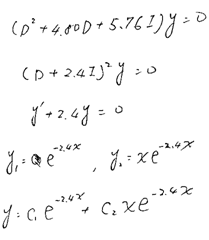 (D² + 4.80D + 5.76I)y = 0
(D + 2.4I)² y = 0
y' + 2.4y = 0
y₁ = e^{-2.4x}, y₂ = xe^{-2.4x}
y = c₁e^{-2.4x} + c₂xe^{-2.4x}